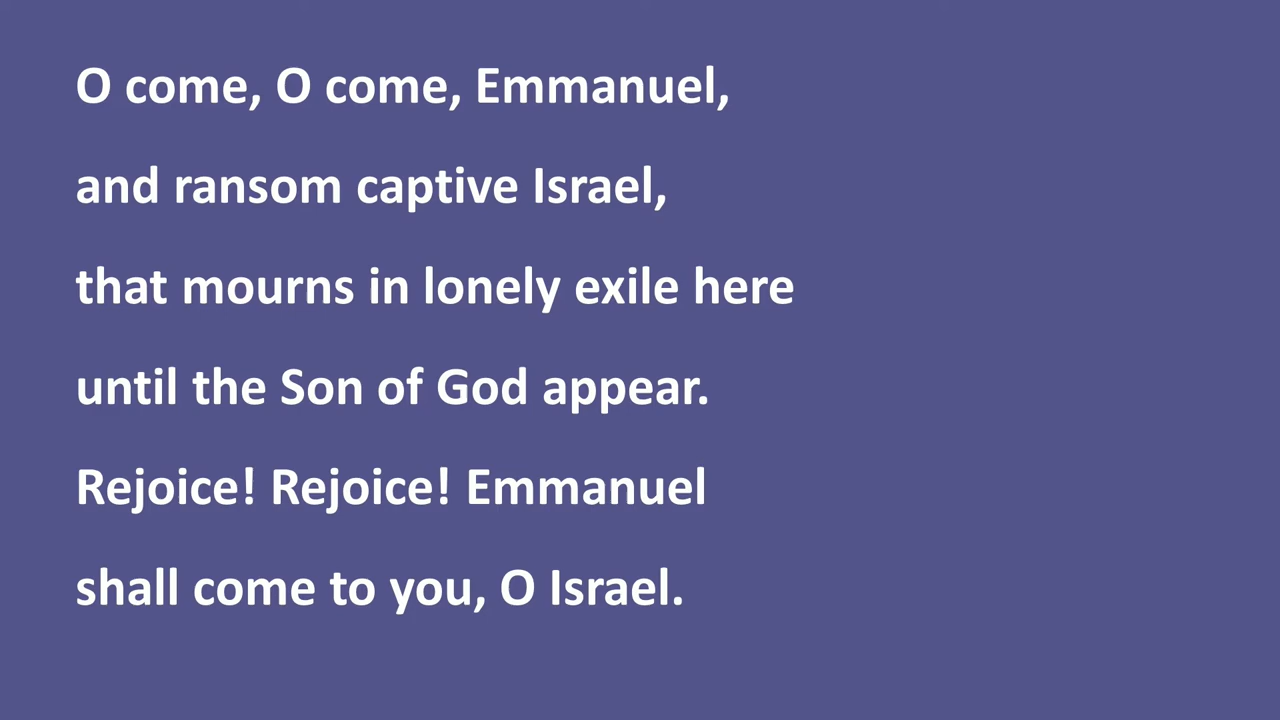 O come, O come, Emmanuel,
and ransom captive Israel,
that mourns in lonely exile here
until the Son of God appear.
Rejoice! Rejoice! Emmanuel
shall come to you, O Israel.